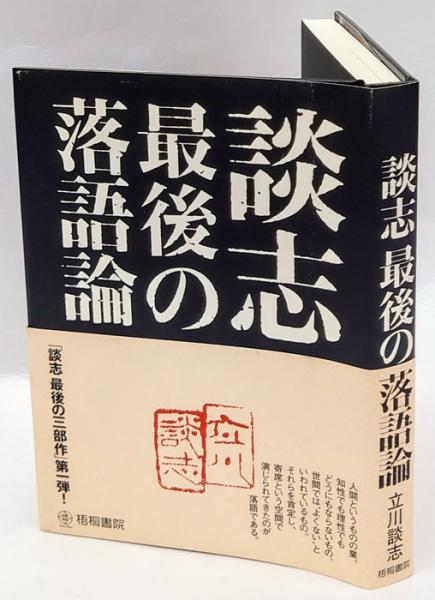 談志
最後の
落語論
人間というものの業、
知性でも理性でも
どうにもならないもの、
世間では“よくない”と
いわれているもの、
それらを肯定し、
寄席という空間で
演じられてきたのが
落語である。
立川
談志
「談志 最後の三部作」第一弾!
梧桐書院
談志 最後の落語論
立川談志
梧桐書院